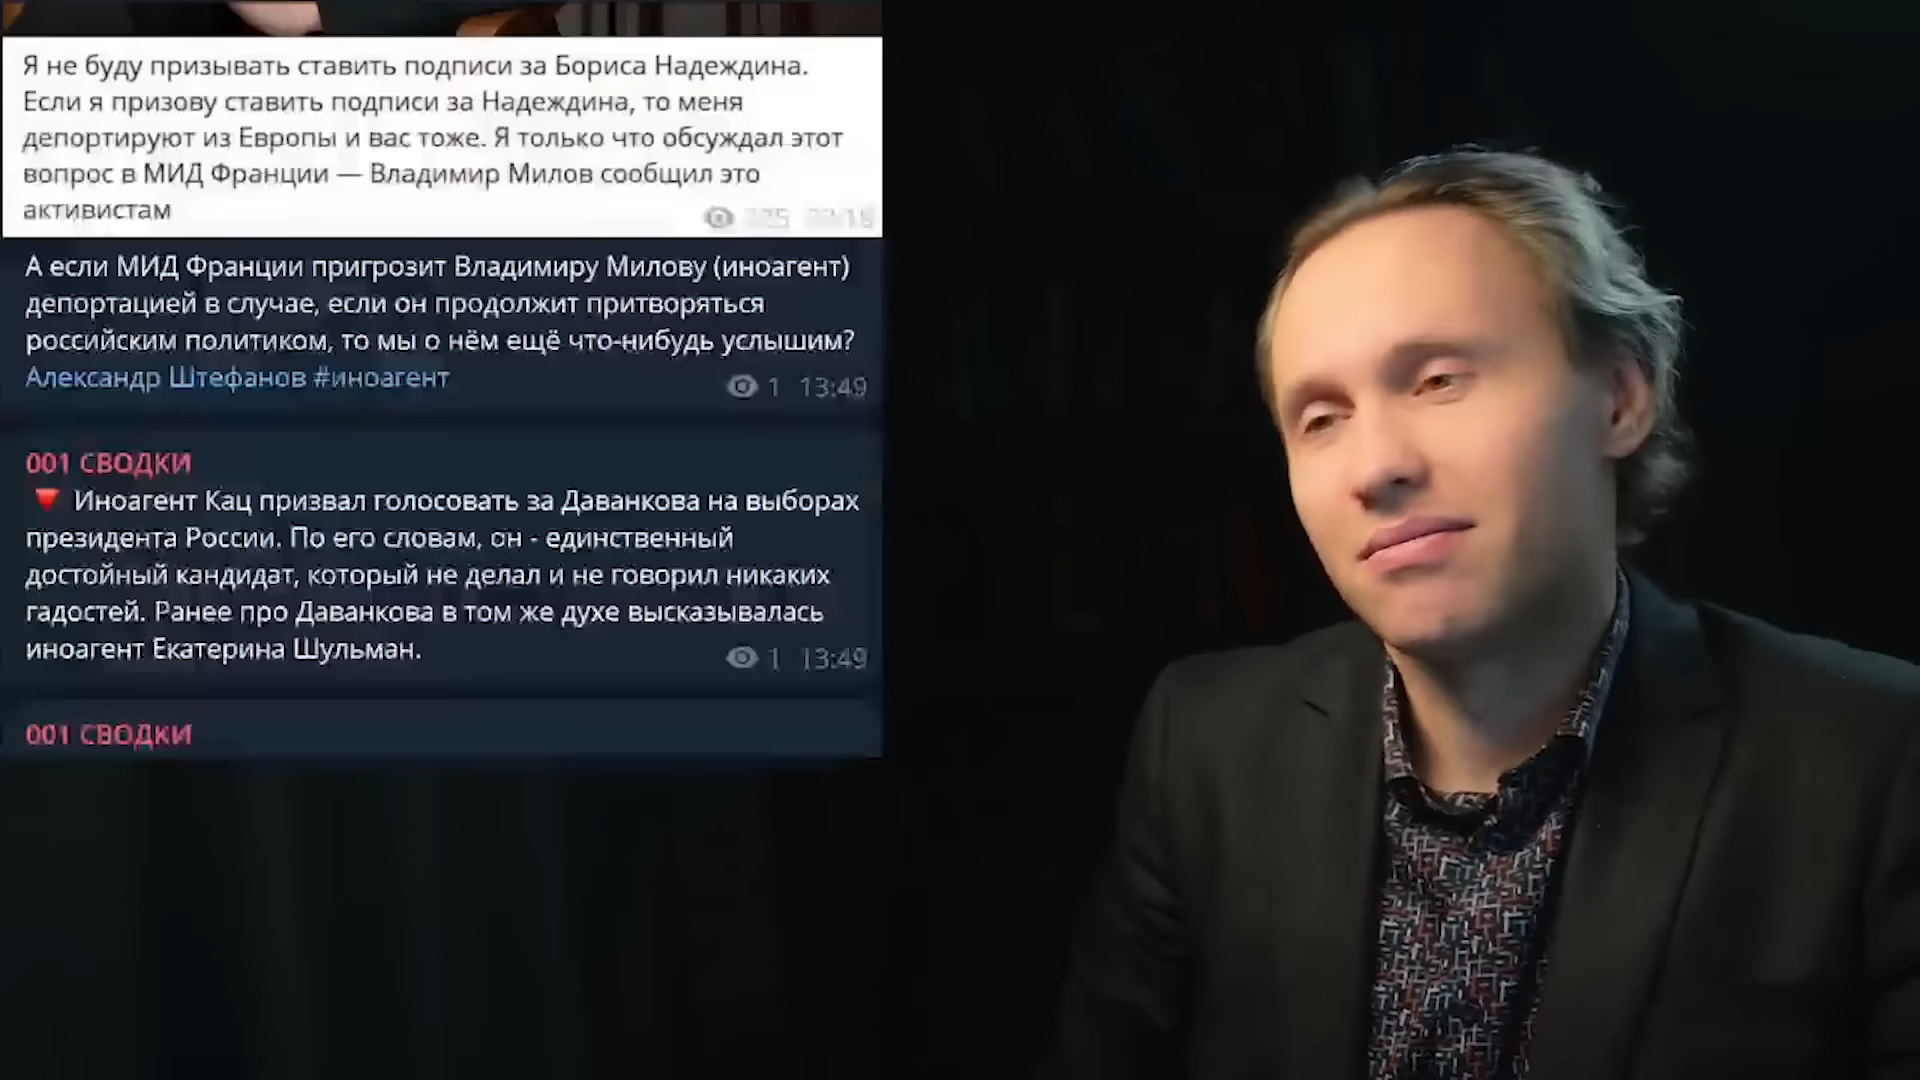 Я не буду призывать ставить подписи за Бориса Надеждина.
Если я призову ставить подписи за Надеждина, то меня
депортируют из Европы и вас тоже. Я только что обсуждал этот
вопрос в МИД Франции — Владимир Милов сообщил это
активистам
А если МИД Франции пригрозит Владимиру Милову (иноагент)
депортацией в случае, если он продолжит притворяться
российским политиком, то мы о нём ещё что-нибудь услышим?
Александр Штефанов #иноагент
1 13:49
001 СВОДКИ
Иноагент Кац призвал голосовать за Даванкова на выборах
президента России. По его словам, он - единственный
достойный кандидат, который не делал и не говорил никаких
гадостей. Ранее про Даванкова в том же духе высказывалась
иноагент Екатерина Шульман.
1 13:49
001 СВОДКИ